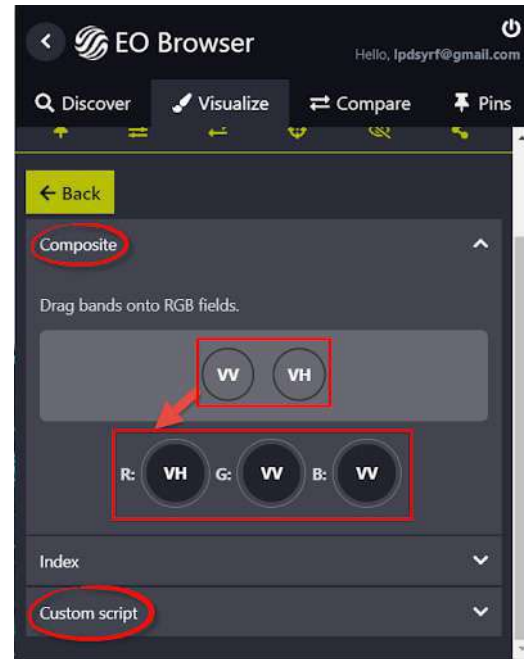 EO Browser
Hello, lpdsyrf@gmail.com
Discover Visualize Compare Pins
Back
Composite
Drag bands onto RGB fields.
VV VH
R: VH G: VV B: VV
Index
Custom script